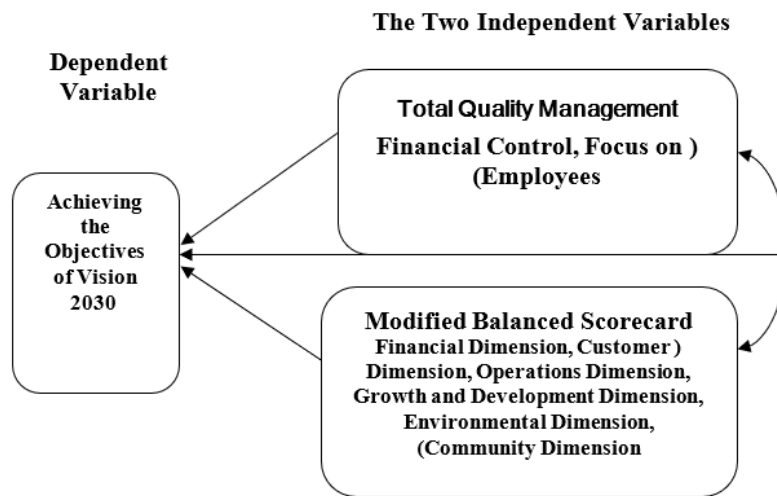 The Two Independent Variables
Dependent
Variable
Total Quality Management
Financial Control, Focus on )
(Employees
Achieving
the
Objectives
of Vision
2030
Modified Balanced Scorecard
Financial Dimension, Customer )
Dimension, Operations Dimension,
Growth and Development Dimension,
Environmental Dimension,
(Community Dimension